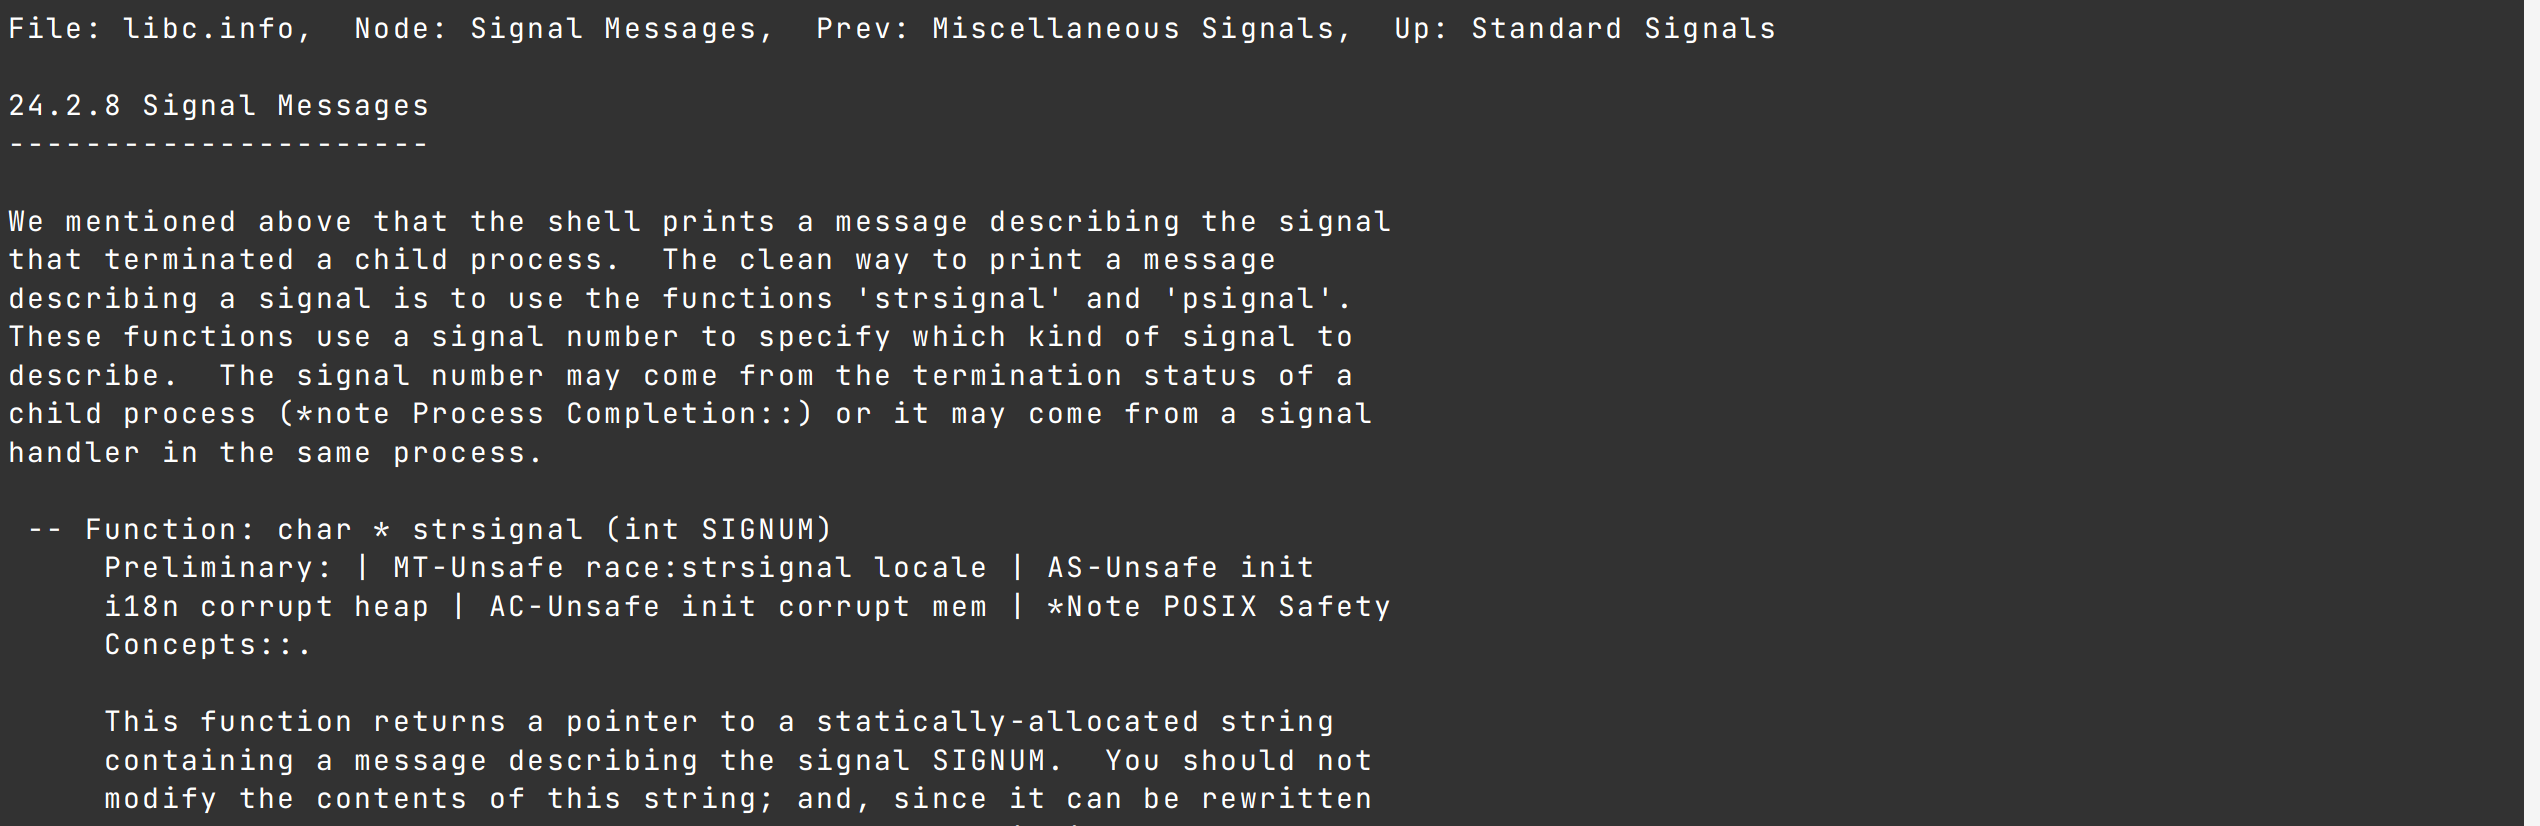 File: libc.info,  Node: Signal Messages,  Prev: Miscellaneous Signals,  Up: Standard Signals

24.2.8 Signal Messages
----------------------

We mentioned above that the shell prints a message describing the signal
that terminated a child process.  The clean way to print a message
describing a signal is to use the functions 'strsignal' and 'psignal'.
These functions use a signal number to specify which kind of signal to
describe.  The signal number may come from the termination status of a
child process (*note Process Completion::) or it may come from a signal
handler in the same process.

 -- Function: char * strsignal (int SIGNUM)
     Preliminary: | MT-Unsafe race:strsignal locale | AS-Unsafe init
     i18n corrupt heap | AC-Unsafe init corrupt mem | *Note POSIX Safety
     Concepts::.

     This function returns a pointer to a statically-allocated string
     containing a message describing the signal SIGNUM.  You should not
     modify the contents of this string; and, since it can be rewritten